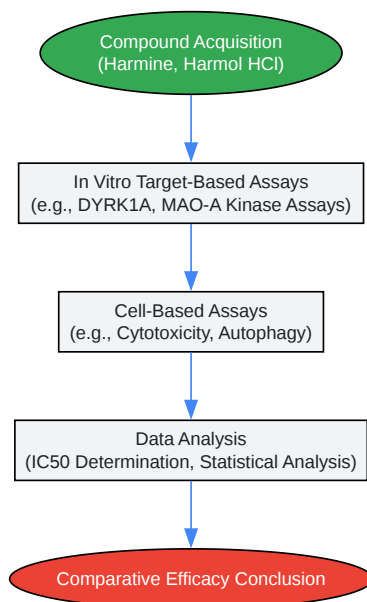 Compound Acquisition
(Harmine, Harmol HCl)
In Vitro Target-Based Assays
(e.g., DYRK1A, MAO-A Kinase Assays)
Cell-Based Assays
(e.g., Cytotoxicity, Autophagy)
Data Analysis
(IC50 Determination, Statistical Analysis)
Comparative Efficacy Conclusion